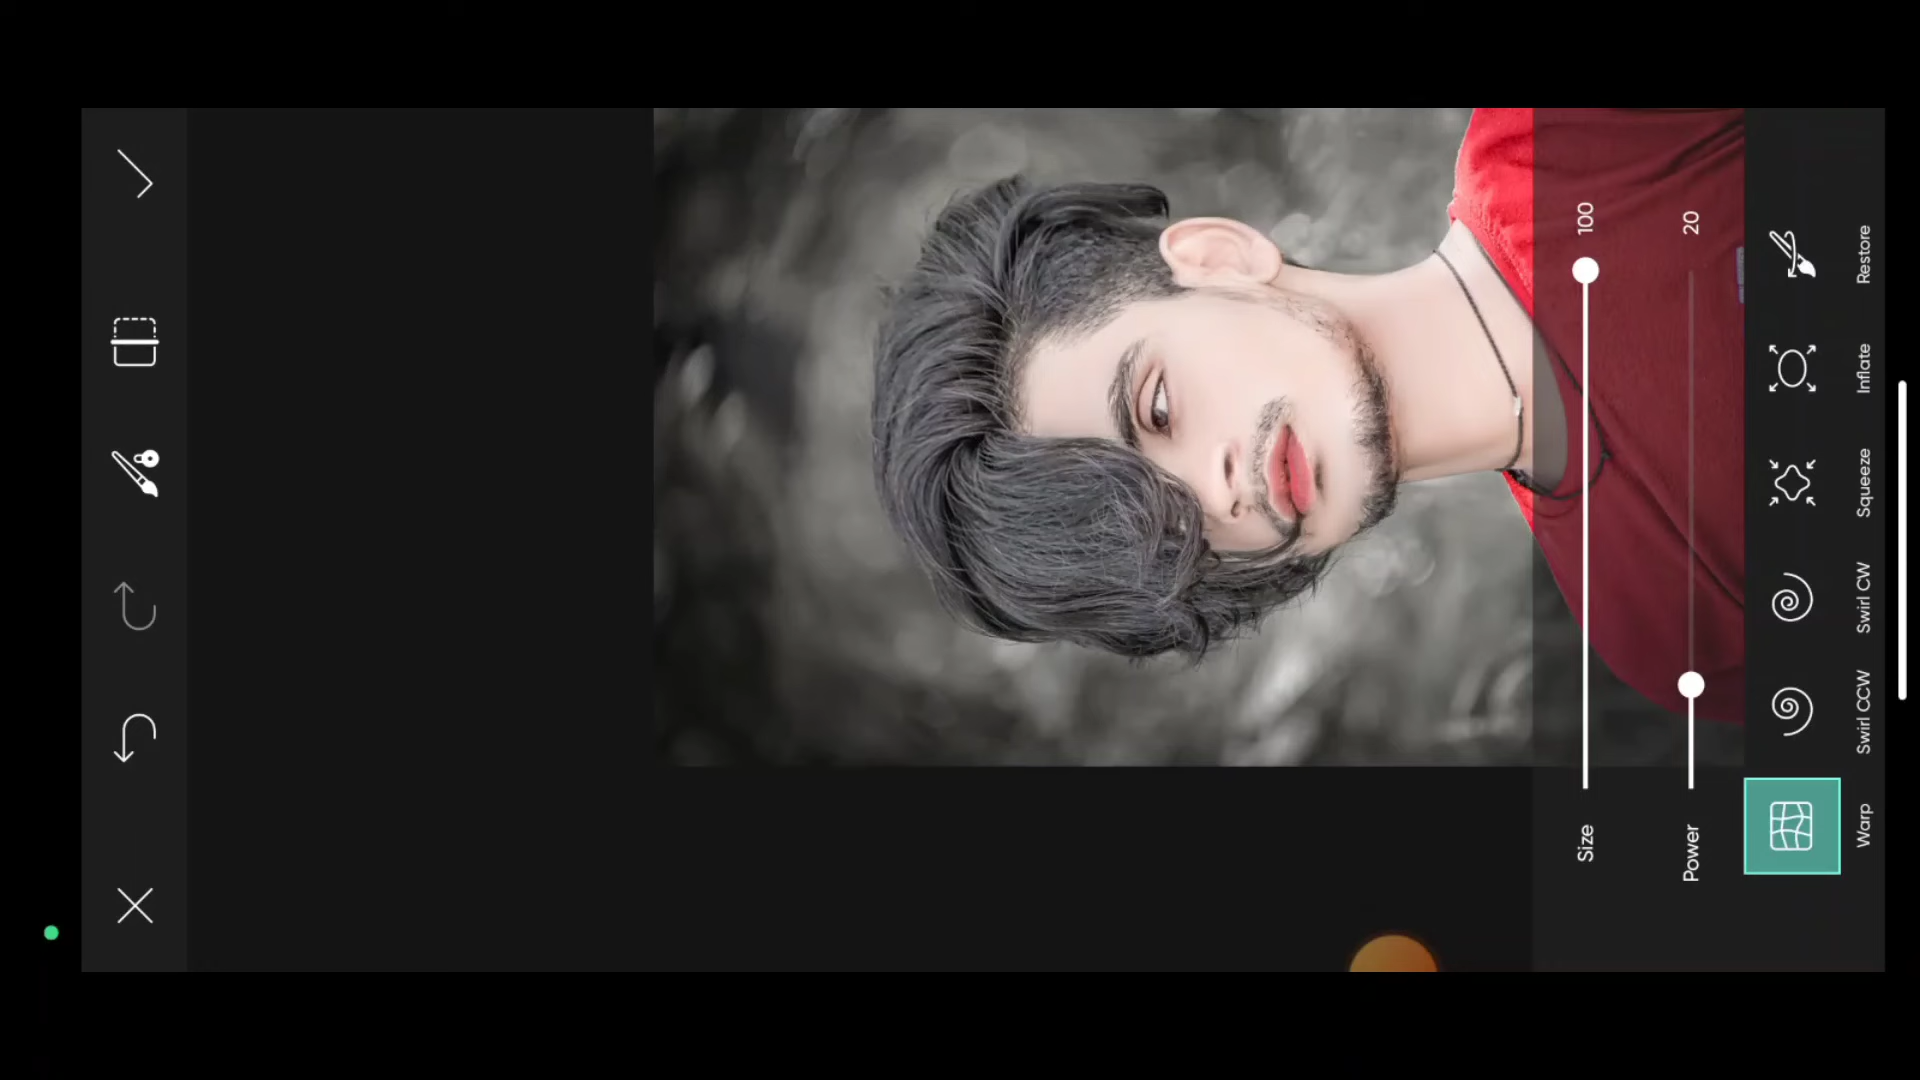 Size 100
Power 20
Warp
Swirl CCW
Swirl CW
Squeeze
Inflate
Restore